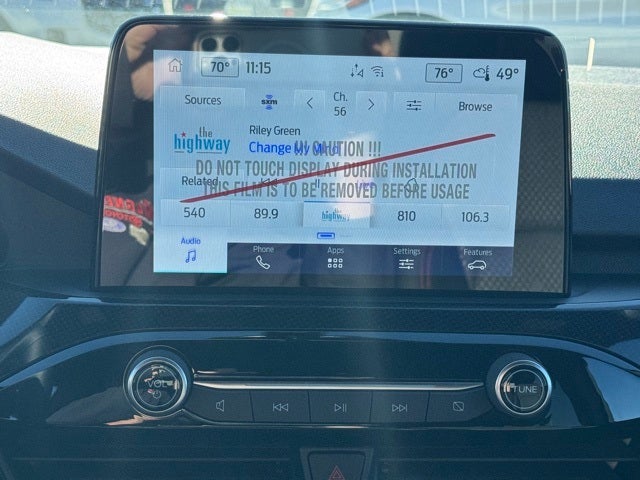 70° 11:15 76° 49°
Sources sxm Ch. 56 Browse
the highway
Riley Green
Change My Mind
!!! CAUTION !!!
DO NOT TOUCH DISPLAY DURING INSTALLATION
THIS FILM IS TO BE REMOVED BEFORE USAGE
Related
540 89.9 the highway 810 106.3
Audio Phone Apps Settings Features
VOL TUNE